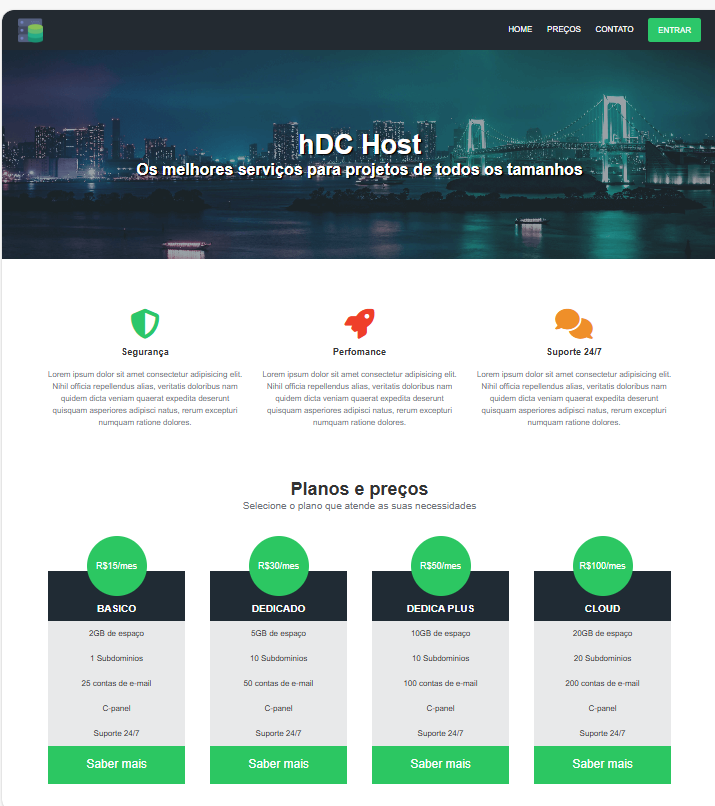 HOME PREÇOS CONTATO ENTRAR
hDC Host
Os melhores serviços para projetos de todos os tamanhos
Segurança
Lorem ipsum dolor sit amet consectetur adipisicing elit.
Nihil officia repellendus alias, veritatis doloribus nam
quidem dicta veniam quaerat expedita deserunt
quisquam asperiores adipisci natus, rerum excepturi
numquam ratione dolores.
Perfomance
Lorem ipsum dolor sit amet consectetur adipisicing elit.
Nihil officia repellendus alias, veritatis doloribus nam
quidem dicta veniam quaerat expedita deserunt
quisquam asperiores adipisci natus, rerum excepturi
numquam ratione dolores.
Suporte 24/7
Lorem ipsum dolor sit amet consectetur adipisicing elit.
Nihil officia repellendus alias, veritatis doloribus nam
quidem dicta veniam quaerat expedita deserunt
quisquam asperiores adipisci natus, rerum excepturi
numquam ratione dolores.
Planos e preços
Selecione o plano que atende as suas necessidades
R$15/mes
BASICO
2GB de espaço
1 Subdominios
25 contas de e-mail
C-panel
Suporte 24/7
Saber mais
R$30/mes
DEDICADO
5GB de espaço
10 Subdominios
50 contas de e-mail
C-panel
Suporte 24/7
Saber mais
R$50/mes
DEDICA PLUS
10GB de espaço
10 Subdominios
100 contas de e-mail
C-panel
Suporte 24/7
Saber mais
R$100/mes
CLOUD
20GB de espaço
20 Subdominios
200 contas de e-mail
C-panel
Suporte 24/7
Saber mais